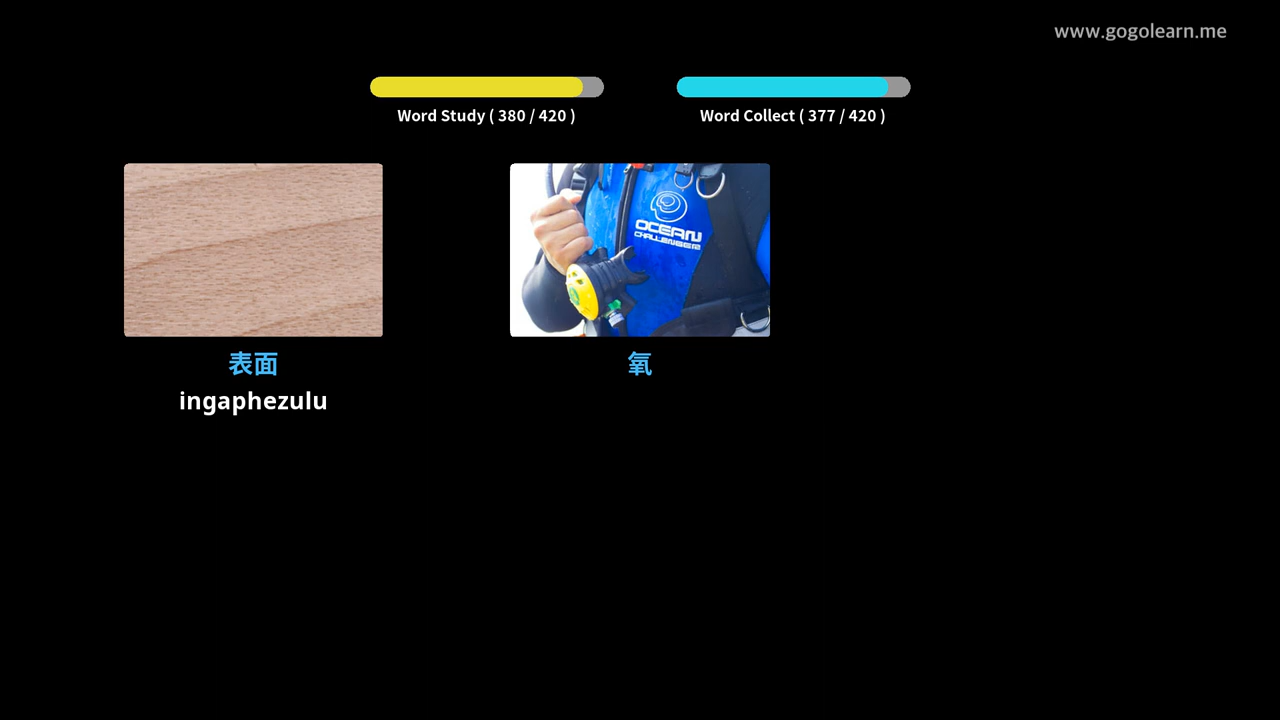 www.gogolearn.me
Word Study ( 380 / 420 )
Word Collect ( 377 / 420 )
OCEAN
CHALLENGER
表面
氧
ingaphezulu